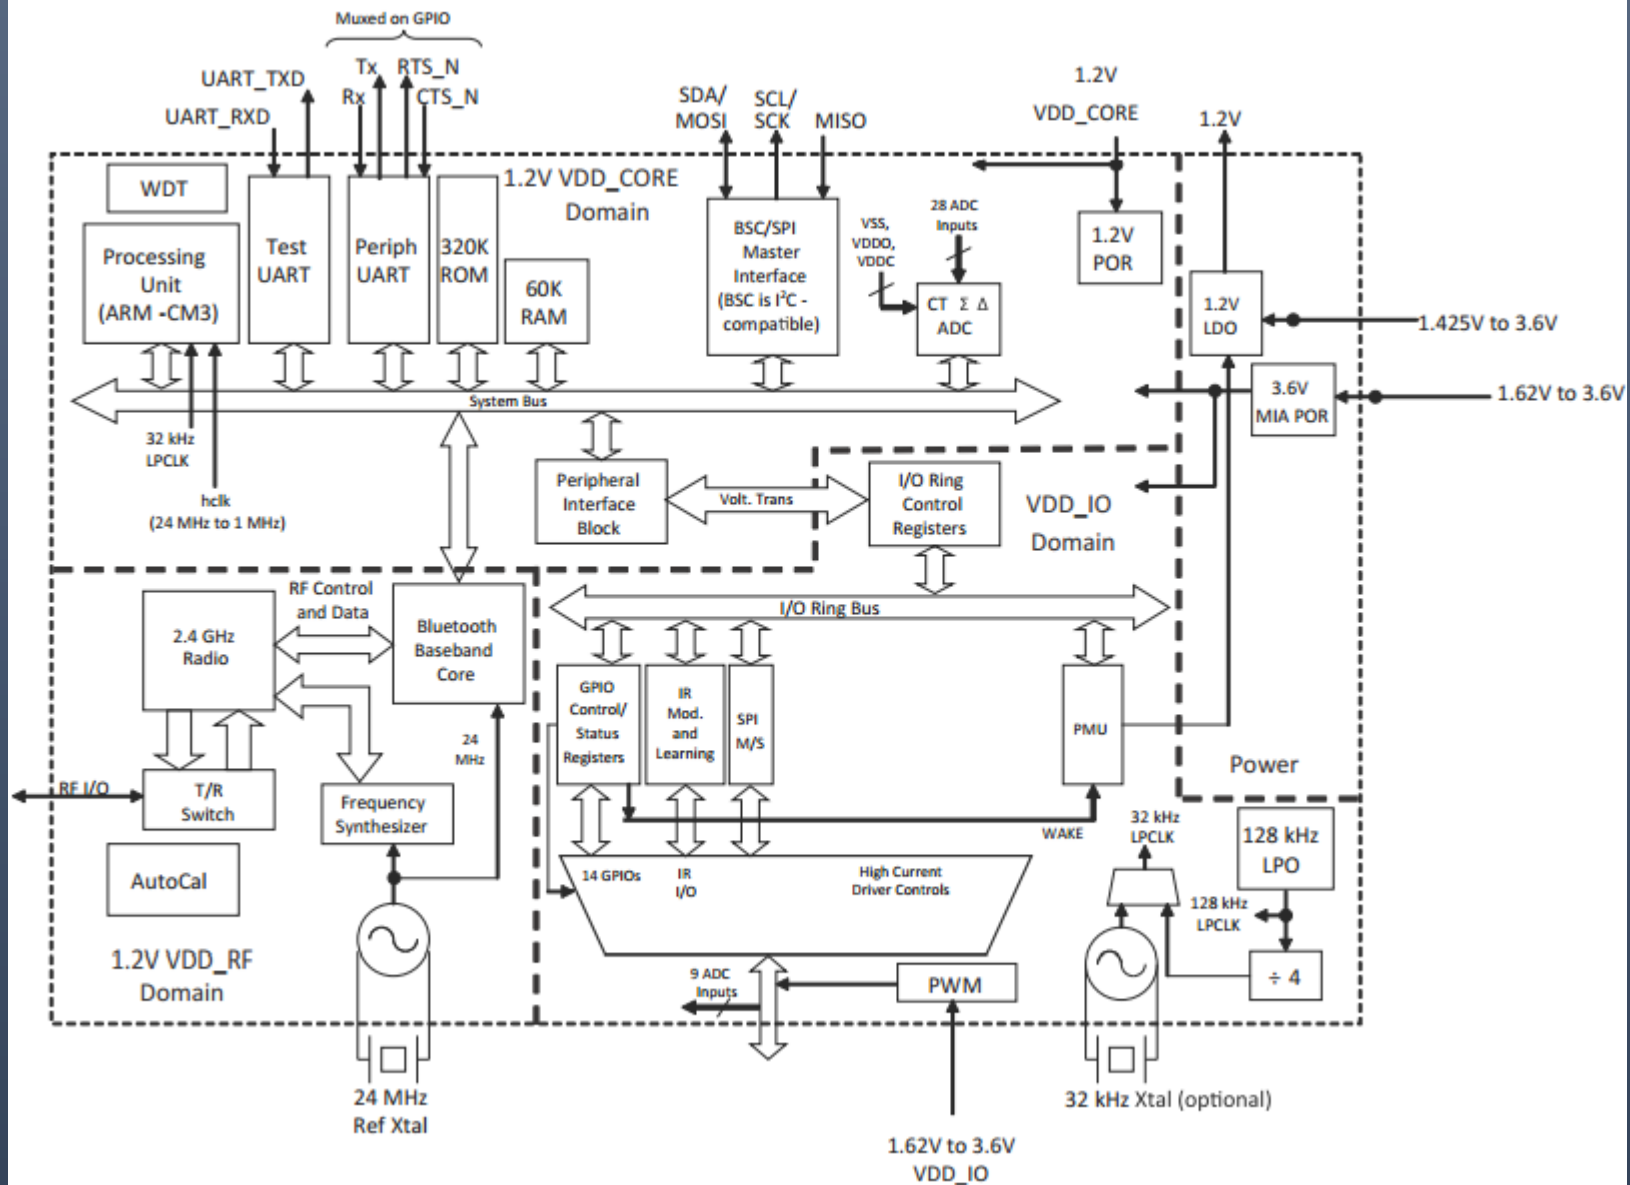 Muxed on GPIO
Tx RTS_N
Rx CTS_N
UART_TXD
UART_RXD
SDA/
MOSI
SCL/
SCK
MISO
1.2V
VDD_CORE
1.2V
WDT
Processing
Unit
(ARM -CM3)
Test
UART
Periph
UART
320K
ROM
1.2V VDD_CORE
Domain
60K
RAM
BSC/SPI
Master
Interface
(BSC is I²C -
compatible)
VSS,
VDDO,
VDDC
28 ADC
Inputs
CT Σ Δ
ADC
1.2V
POR
1.2V
LDO
1.425V to 3.6V
3.6V
MIA POR
1.62V to 3.6V
System Bus
32 kHz
LPCLK
hclk
(24 MHz to 1 MHz)
Peripheral
Interface
Block
Volt. Trans
I/O Ring
Control
Registers
VDD_IO
Domain
RF Control
and Data
2.4 GHz
Radio
Bluetooth
Baseband
Core
I/O Ring Bus
GPIO
Control/
Status
Registers
IR
Mod.
and
Learning
SPI
M/S
PMU
24
MHz
RF I/O
T/R
Switch
Frequency
Synthesizer
WAKE
Power
32 kHz
LPCLK
128 kHz
LPO
AutoCal
14 GPIOs
IR
I/O
High Current
Driver Controls
128 kHz
LPCLK
÷ 4
1.2V VDD_RF
Domain
9 ADC
Inputs
PWM
24 MHz
Ref Xtal
32 kHz Xtal (optional)
1.62V to 3.6V
VDD_IO